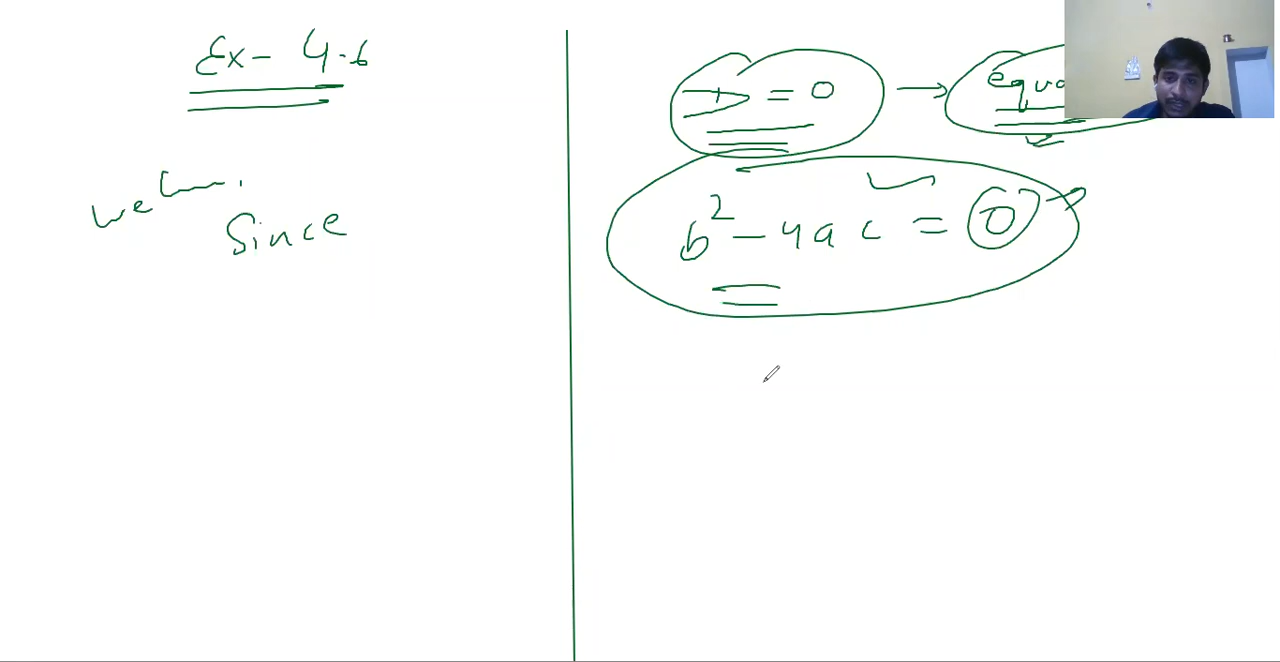 Ex- 4.6
we
Since
D = 0 → equa
b² - 4ac = 0